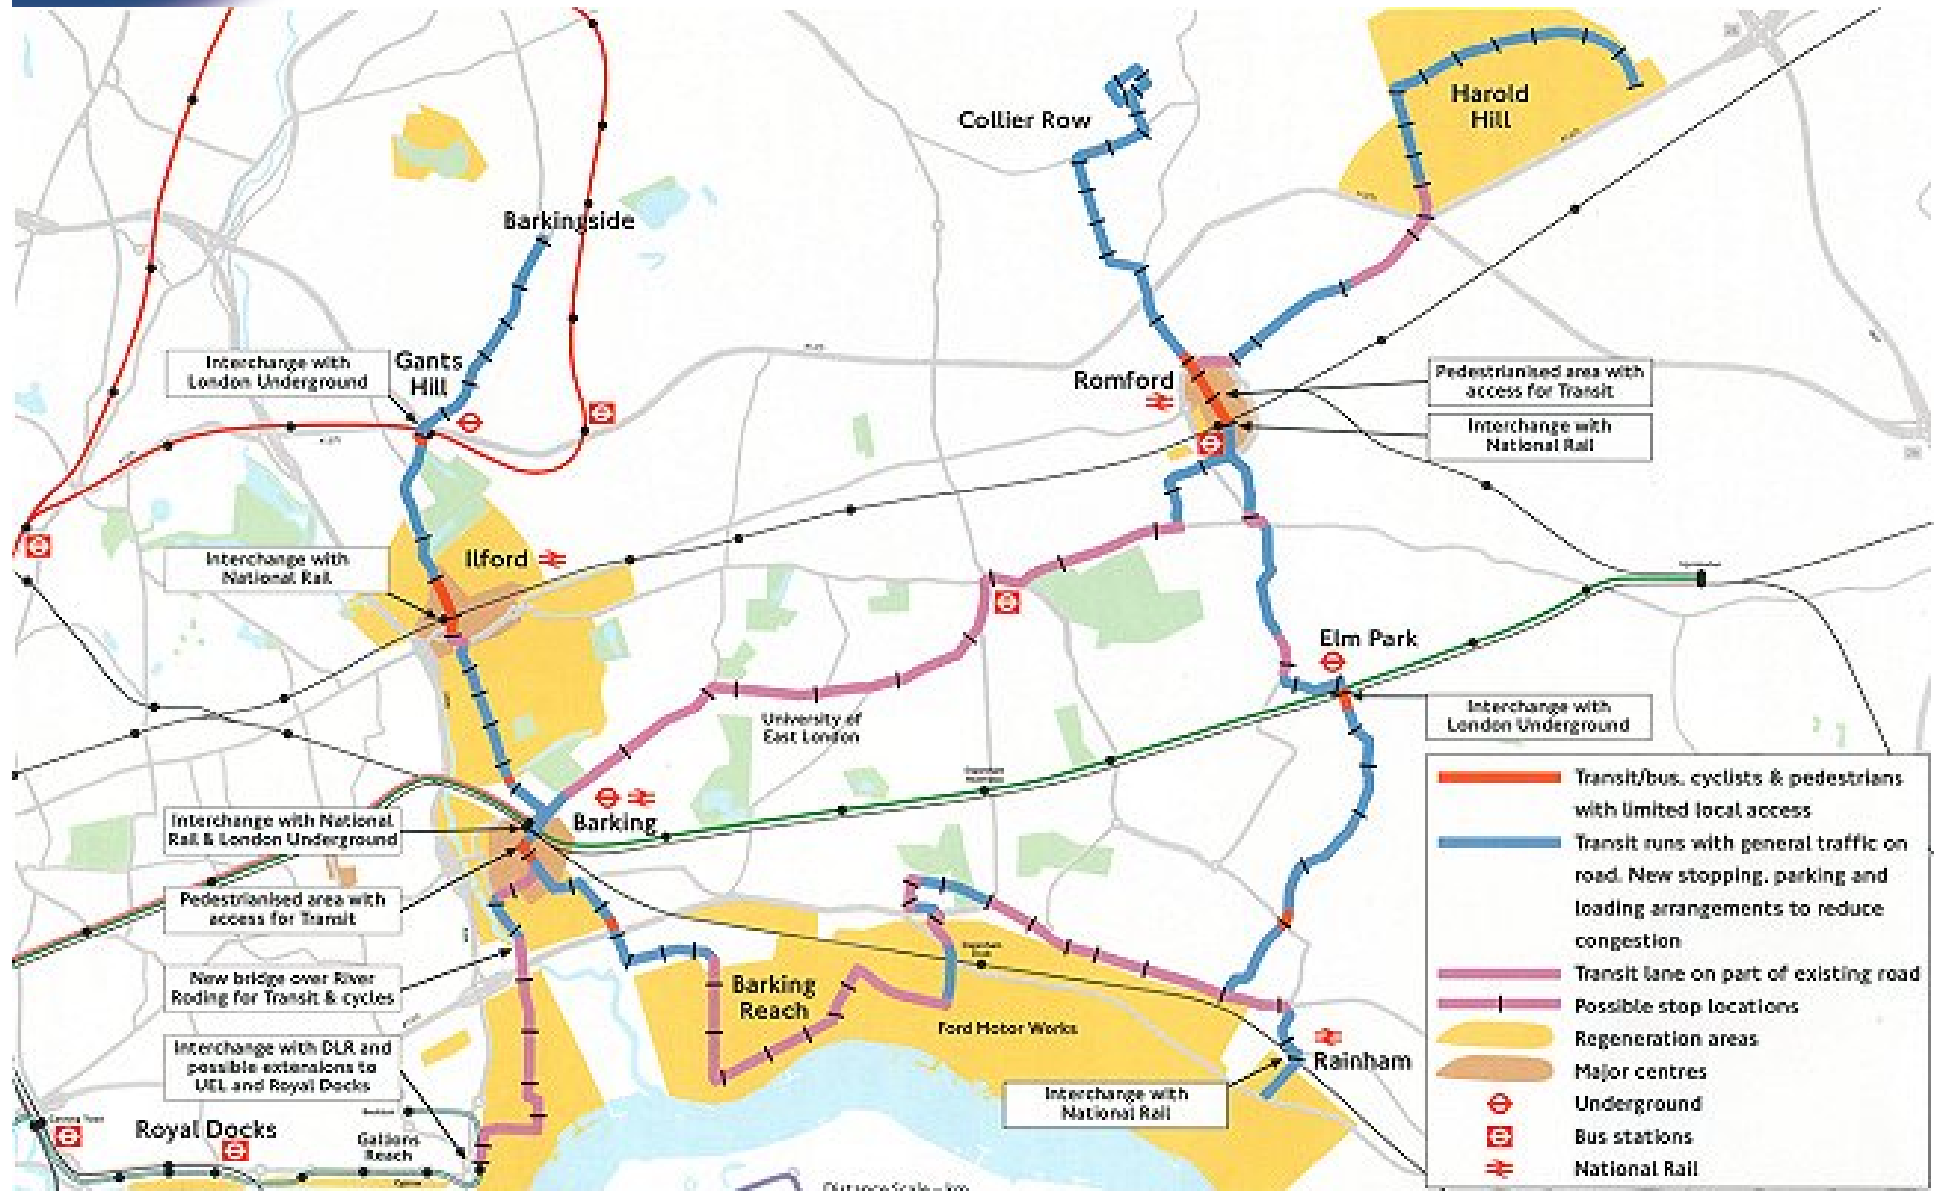 Collier Row
Harold
Hill
Barkingside
Interchange with
London Underground
Gants
Hill
Romford
Pedestrianised area with
access for Transit
Interchange with
National Rail
Interchange with
National Rail
Ilford
Elm Park
Interchange with
London Underground
University of
East London
Interchange with National
Rail & London Underground
Barking
Pedestrianised area with
access for Transit
New bridge over River
Roding for Transit & cycles
Barking
Reach
Ford Motor Works
Interchange with DLR and
possible extensions to
UEL and Royal Docks
Rainham
Interchange with
National Rail
Royal Docks
Gallions
Reach
Distance Scale – km
Transit/bus, cyclists & pedestrians
with limited local access
Transit runs with general traffic on
road. New stopping, parking and
loading arrangements to reduce
congestion
Transit lane on part of existing road
Possible stop locations
Regeneration areas
Major centres
Underground
Bus stations
National Rail